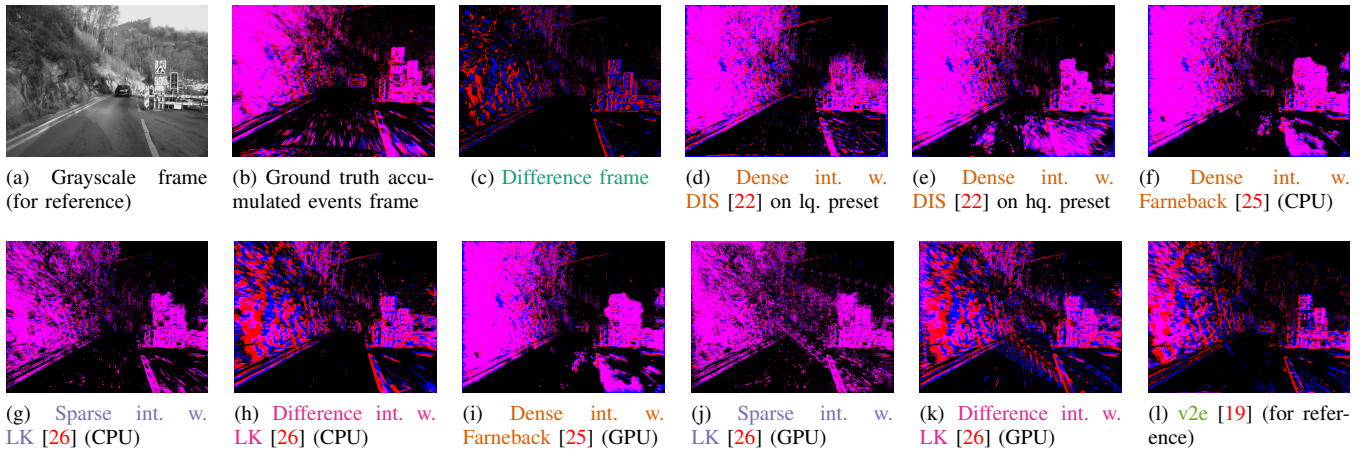 (a) Grayscale frame
(for reference)
(b) Ground truth accu-
mulated events frame
(c) Difference frame
(d) Dense int. w.
DIS [22] on lq. preset
(e) Dense int. w.
DIS [22] on hq. preset
(f) Dense int. w.
Farneback [25] (CPU)
(g) Sparse int. w.
LK [26] (CPU)
(h) Difference int. w.
LK [26] (CPU)
(i) Dense int. w.
Farneback [25] (GPU)
(j) Sparse int. w.
LK [26] (GPU)
(k) Difference int. w.
LK [26] (GPU)
(l) v2e [19] (for refer-
ence)